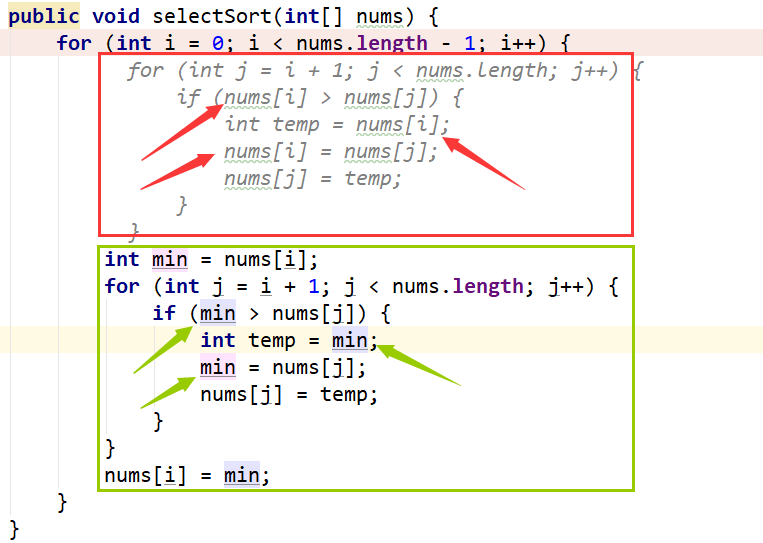 public void selectSort(int[] nums) {
for (int i = 0; i < nums.length - 1; i++) {
for (int j = i + 1; j < nums.length; j++) {
if (nums[i] > nums[j]) {
int temp = nums[i];
nums[i] = nums[j];
nums[j] = temp;
}
}
int min = nums[i];
for (int j = i + 1; j < nums.length; j++) {
if (min > nums[j]) {
int temp = min;
min = nums[j];
nums[j] = temp;
}
}
nums[i] = min;
}
}